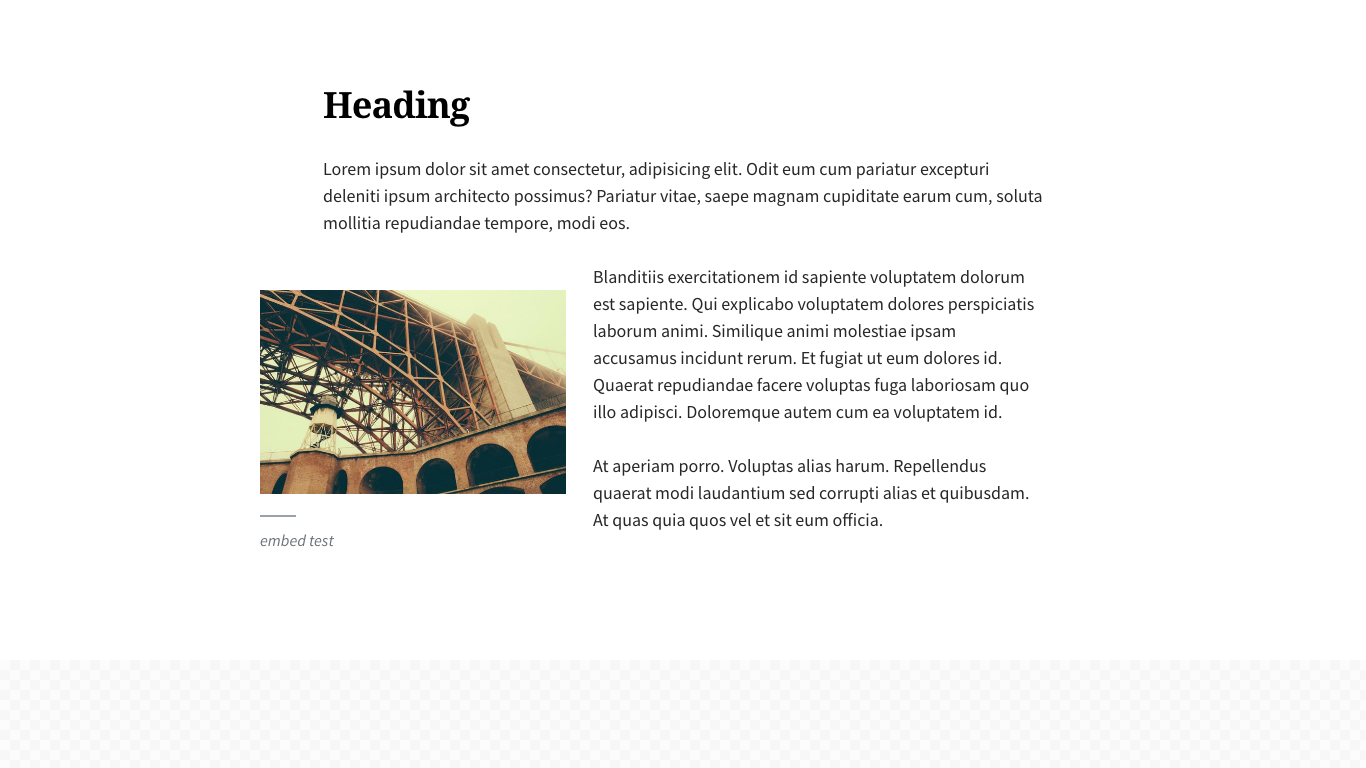 Heading
Lorem ipsum dolor sit amet consectetur, adipisicing elit. Odit eum cum pariatur excepturi
deleniti ipsum architecto possimus? Pariatur vitae, saepe magnam cupiditate earum cum, soluta
mollitia repudiandae tempore, modi eos.
Blanditiis exercitationem id sapiente voluptatem dolorum
est sapiente. Qui explicabo voluptatem dolores perspiciatis
laborum animi. Similique animi molestiae ipsam
accusamus incidunt rerum. Et fugiat ut eum dolores id.
Quaerat repudiandae facere voluptas fuga laboriosam quo
illo adipisci. Doloremque autem cum ea voluptatem id.
At aperiam porro. Voluptas alias harum. Repellendus
quaerat modi laudantium sed corrupti alias et quibusdam.
At quas quia quos vel et sit eum officia.
embed test